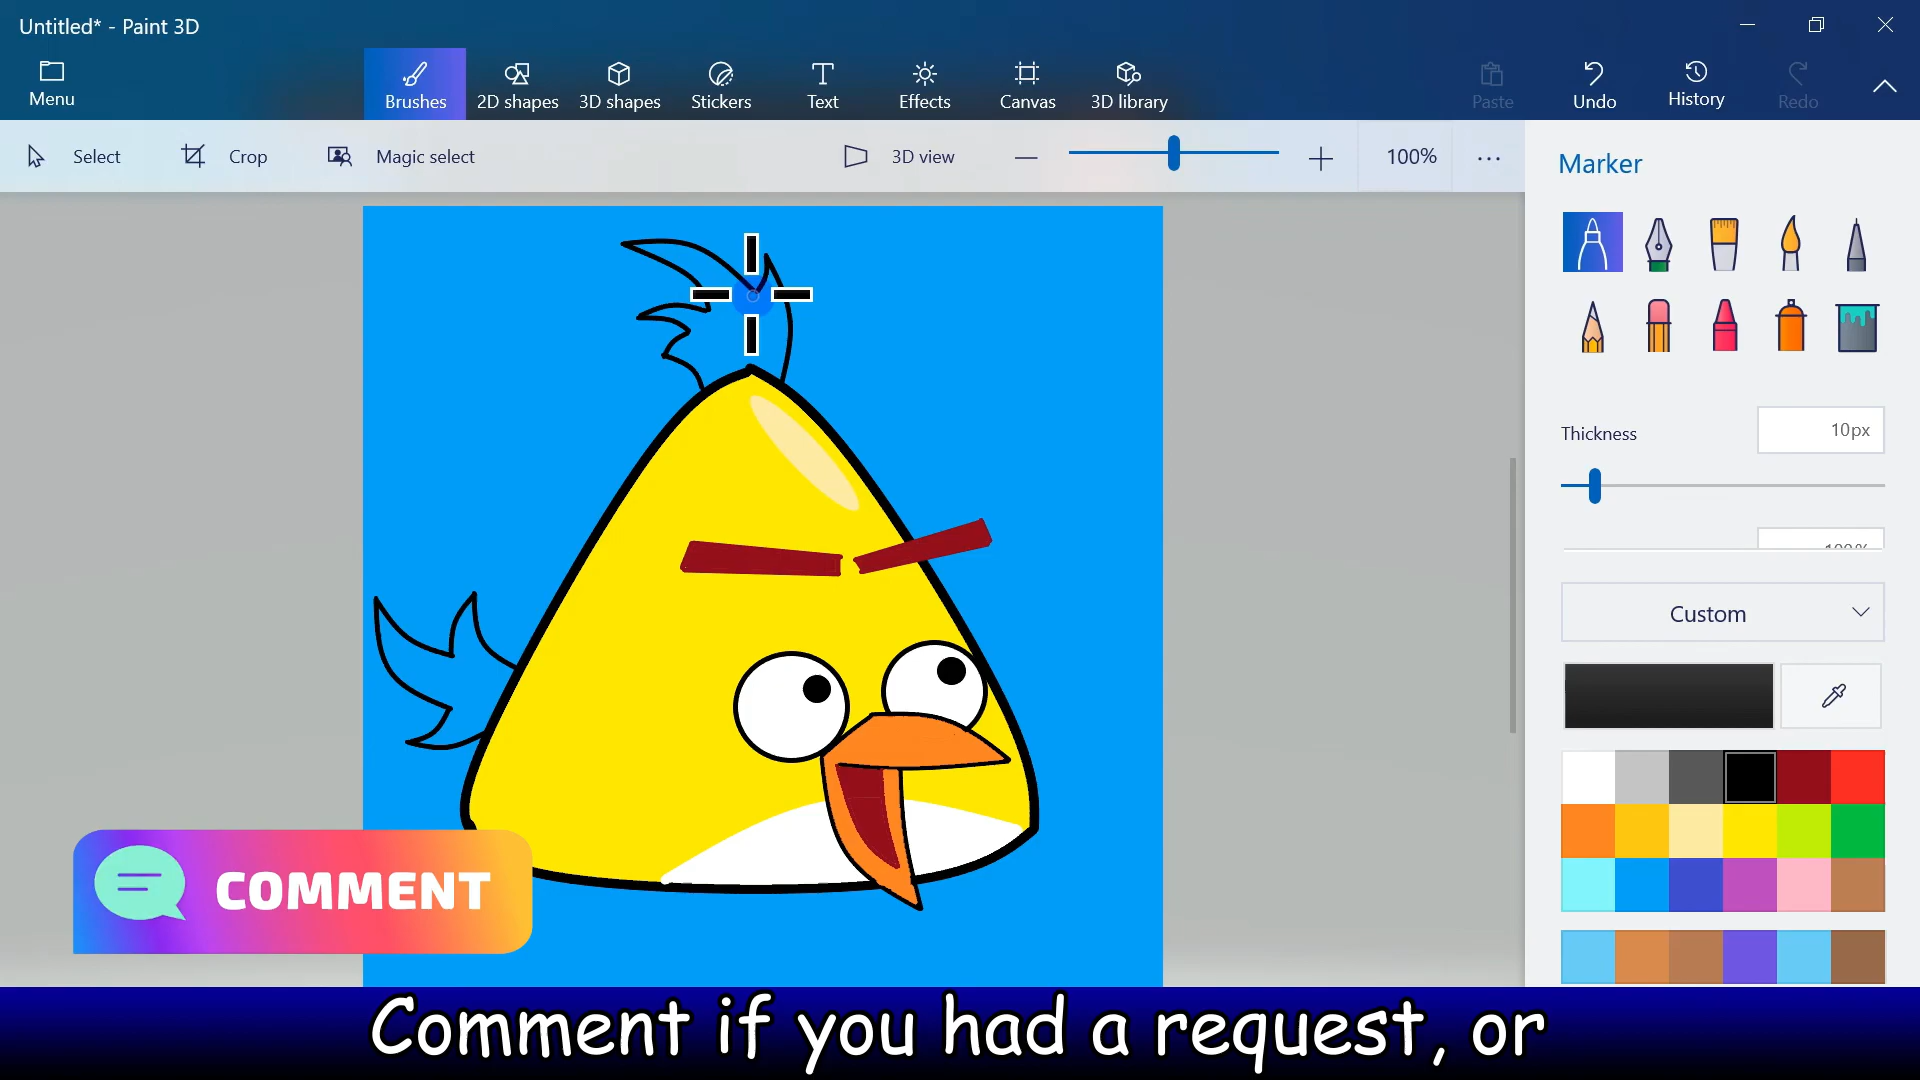 Untitled* - Paint 3D
Menu
Brushes
2D shapes
3D shapes
Stickers
Text
Effects
Canvas
3D library
Paste
Undo
History
Redo
Select
Crop
Magic select
3D view
100%
Marker
Thickness
10px
Custom
COMMENT
Comment if you had a request, or